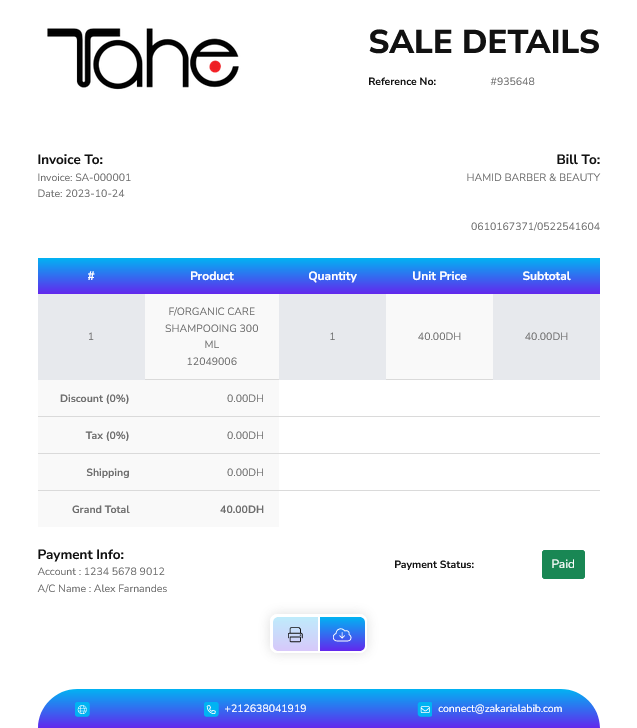 Tahe
SALE DETAILS
Reference No: #935648
Invoice To:
Invoice: SA-000001
Date: 2023-10-24
Bill To:
HAMID BARBER & BEAUTY
0610167371/0522541604
# Product Quantity Unit Price Subtotal
1 F/ORGANIC CARE 1 40.00DH 40.00DH
SHAMPOOING 300
ML
12049006
Discount (0%) 0.00DH
Tax (0%) 0.00DH
Shipping 0.00DH
Grand Total 40.00DH
Payment Info:
Account : 1234 5678 9012
A/C Name : Alex Farnandes
Payment Status: Paid
+212638041919 connect@zakarialabib.com